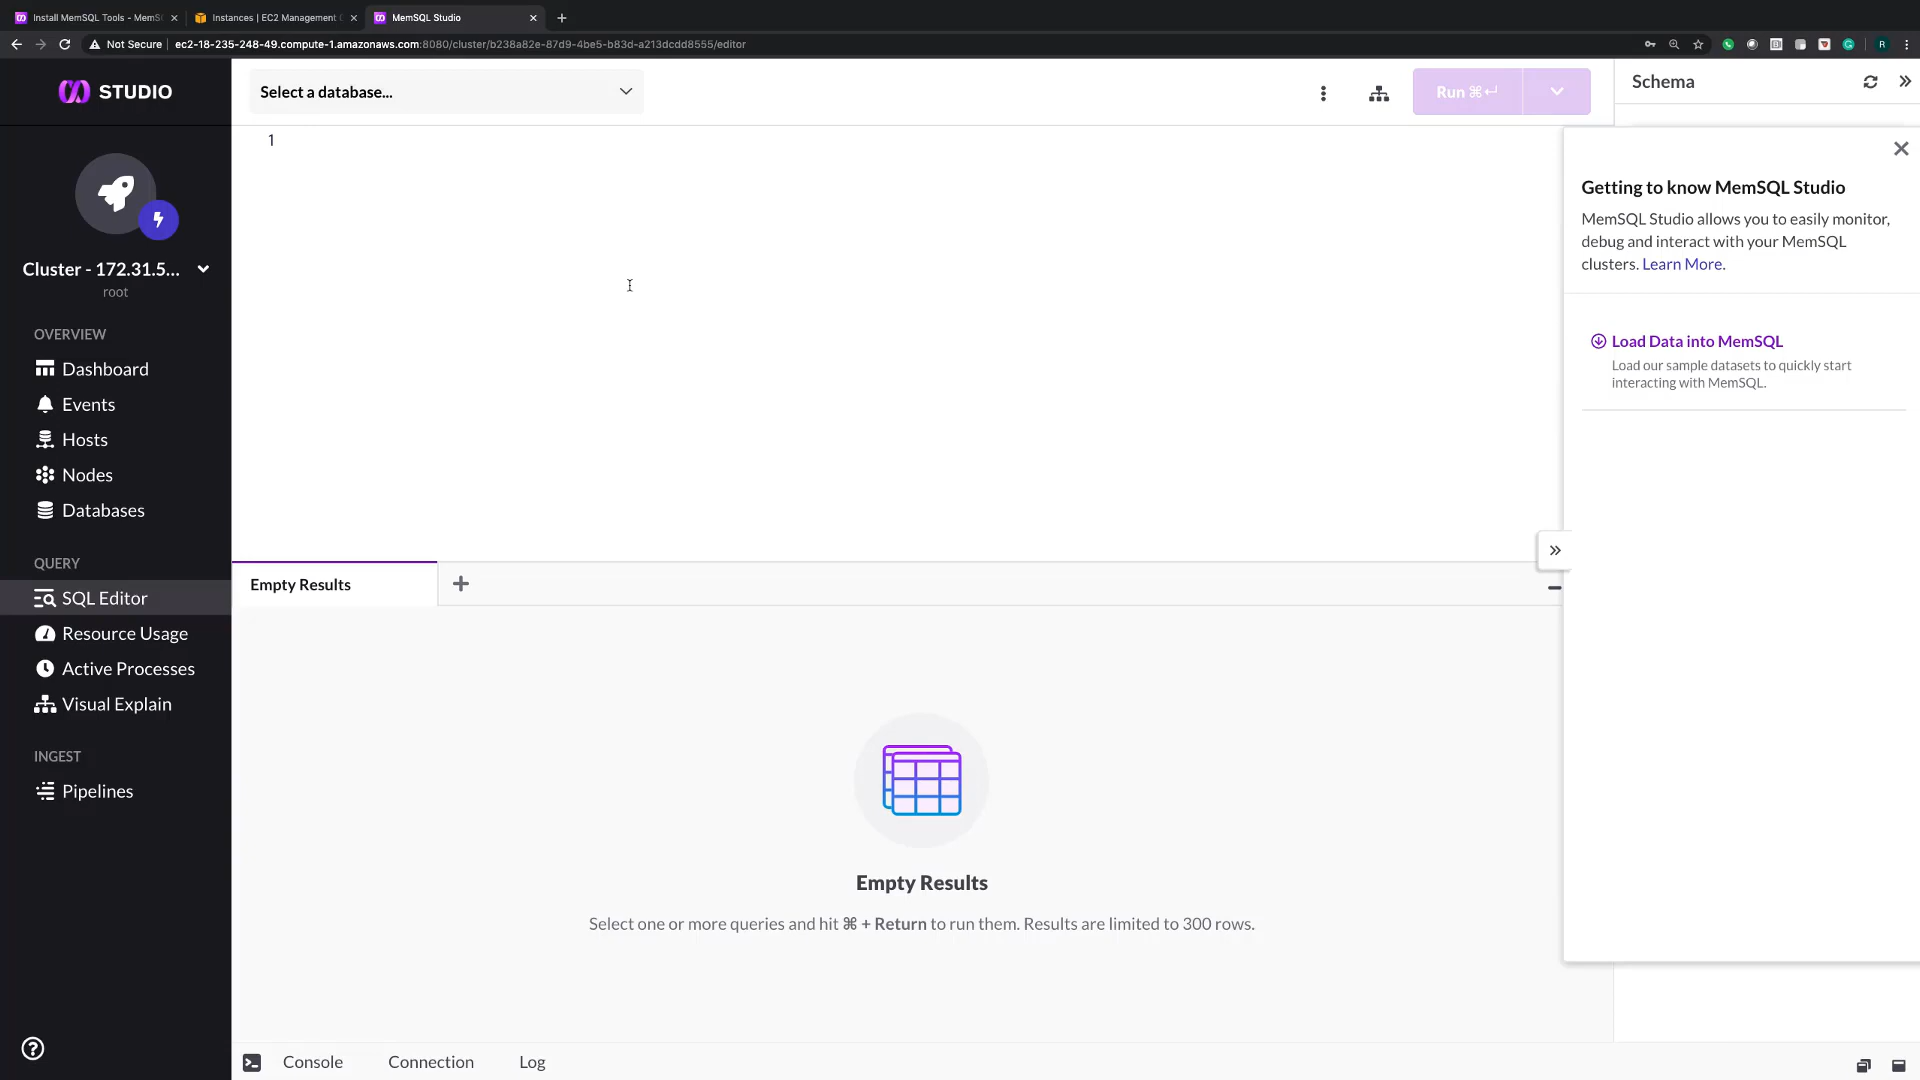 Install MemSQL Tools - MemS
Instances | EC2 Management C
MemSQL Studio
Not Secure
ec2-18-235-248-49.compute-1.amazonaws.com:8080/cluster/b238a82e-87d9-4be5-b83d-a213dcdd8555/editor
R
STUDIO
Select a database...
Run ⌘↵
Schema
1
Getting to know MemSQL Studio
MemSQL Studio allows you to easily monitor,
debug and interact with your MemSQL
clusters. Learn More.
Load Data into MemSQL
Load our sample datasets to quickly start
interacting with MemSQL.
Cluster - 172.31.5...
root
OVERVIEW
Dashboard
Events
Hosts
Nodes
Databases
QUERY
SQL Editor
Resource Usage
Active Processes
Visual Explain
INGEST
Pipelines
Empty Results
Empty Results
Select one or more queries and hit ⌘ + Return to run them. Results are limited to 300 rows.
Console
Connection
Log